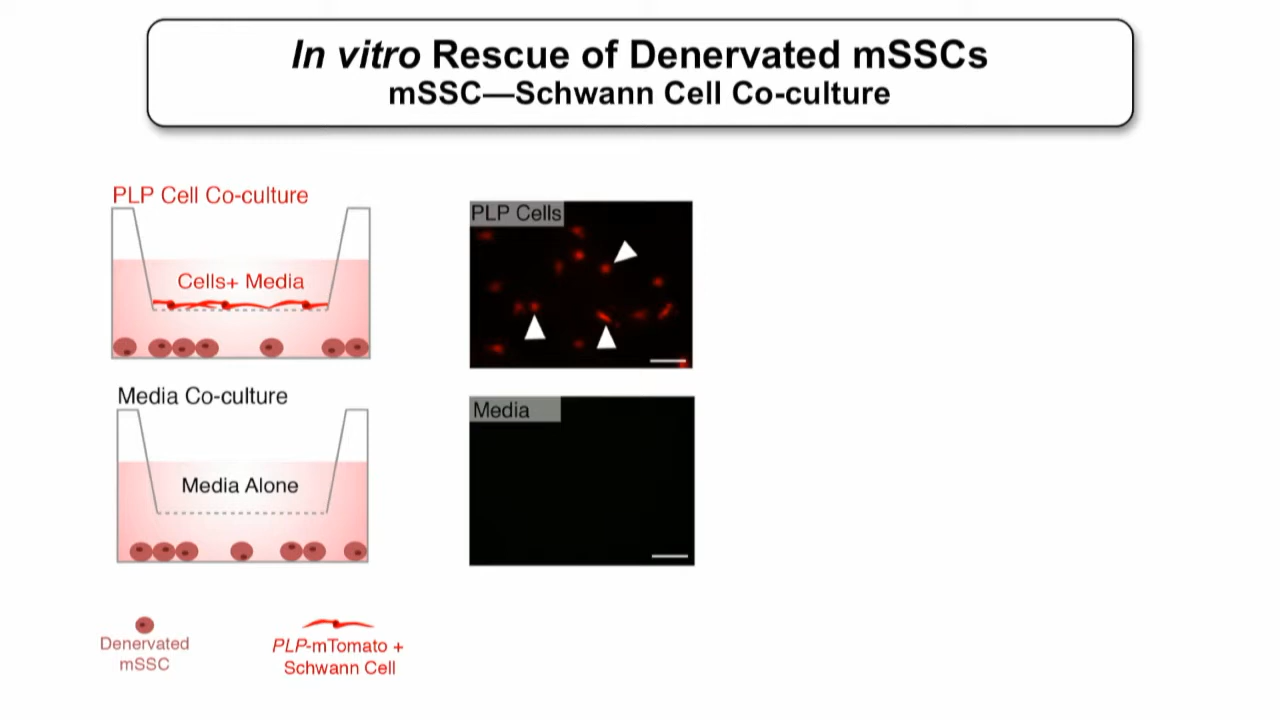 In vitro Rescue of Denervated mSSCs
mSSC—Schwann Cell Co-culture
PLP Cell Co-culture
Cells+ Media
PLP Cells
Media Co-culture
Media Alone
Media
Denervated
mSSC
PLP-mTomato +
Schwann Cell